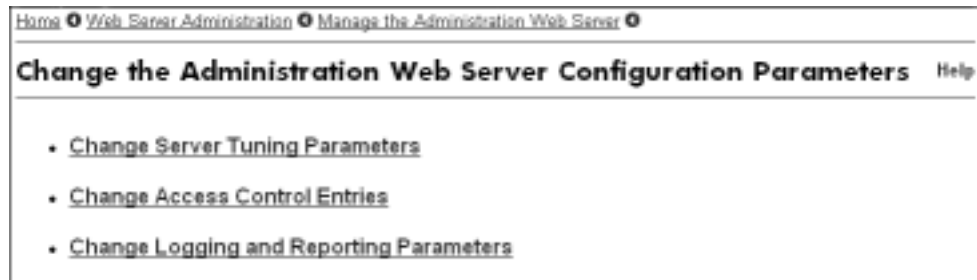 Home Web Server Administration Manage the Administration Web Server
Change the Administration Web Server Configuration Parameters Help
• Change Server Tuning Parameters
• Change Access Control Entries
• Change Logging and Reporting Parameters